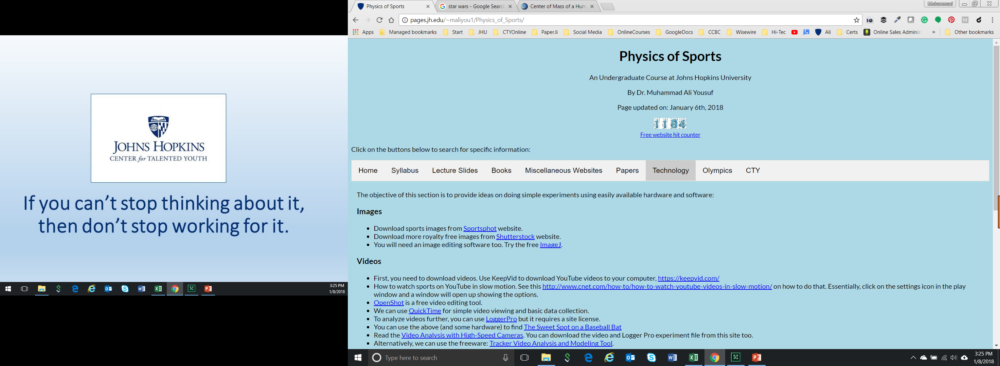 JOHNS HOPKINS
CENTER for TALENTED YOUTH
If you can't stop thinking about it,
then don't stop working for it.
3:25 PM
1/8/2018
Physics of Sports
star wars - Google Searc
Center of Mass of a Hum
Muhammad
pages.jh.edu/~maliyou1/Physics_of_Sports/
Apps Managed bookmarks Start JHU CTYOnline Paper.li Social Media OnlineCourses GoogleDocs CCBC Wisewire Hi-Tec Ali Certs Online Sales Adminis » Other bookmarks
Physics of Sports
An Undergraduate Course at Johns Hopkins University
By Dr. Muhammad Ali Yousuf
Page updated on: January 6th, 2018
1184
Free website hit counter
Click on the buttons below to search for specific information:
Home Syllabus Lecture Slides Books Miscellaneous Websites Papers Technology Olympics CTY
The objective of this section is to provide ideas on doing simple experiments using easily available hardware and software:
Images
• Download sports images from Sportsphot website.
• Download more royalty free images from Shutterstock website.
• You will need an image editing software too. Try the free ImageJ.
Videos
• First, you need to download videos. Use KeepVid to download YouTube videos to your computer, https://keepvid.com/
• How to watch sports on YouTube in slow motion. See this http://www.cnet.com/how-to/how-to-watch-youtube-videos-in-slow-motion/ on how to do that. Essentially, click on the settings icon in the play
window and a window will open up showing the options.
• OpenShot is a free video editing tool.
• We can use QuickTime for simple video viewing and basic data collection.
• To analyze videos further, you can use LoggerPro but it requires a site license.
• You can use the above (and some hardware) to find The Sweet Spot on a Baseball Bat
• Read the Video Analysis with High-Speed Cameras. You can download the video and Logger Pro experiment file from this site too.
• Alternatively, we can use the freeware: Tracker Video Analysis and Modeling Tool.
Type here to search
3:25 PM
1/8/2018